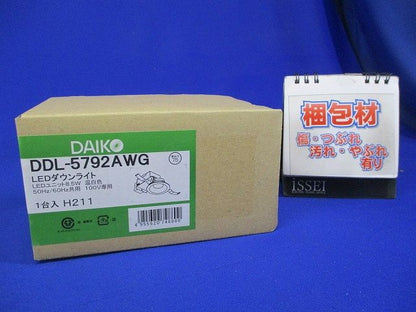 DAIKO
DDL-5792AWG
LEDダウンライト
LEDユニット8.5W 温白色
50Hz/60Hz共用 100V専用
1台入 H211
梱包材
傷・つぶれ
汚れ・やぶれ
有り
ISSEI